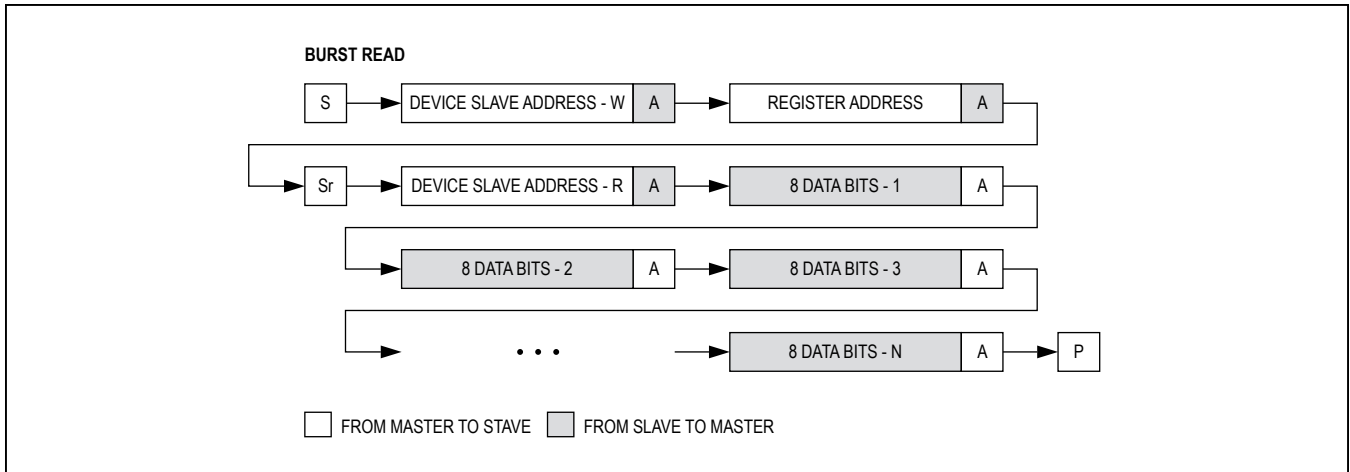 BURST READ
S DEVICE SLAVE ADDRESS - W A REGISTER ADDRESS A
Sr DEVICE SLAVE ADDRESS - R A 8 DATA BITS - 1 A
8 DATA BITS - 2 A 8 DATA BITS - 3 A
• • • 8 DATA BITS - N A P
FROM MASTER TO STAVE FROM SLAVE TO MASTER